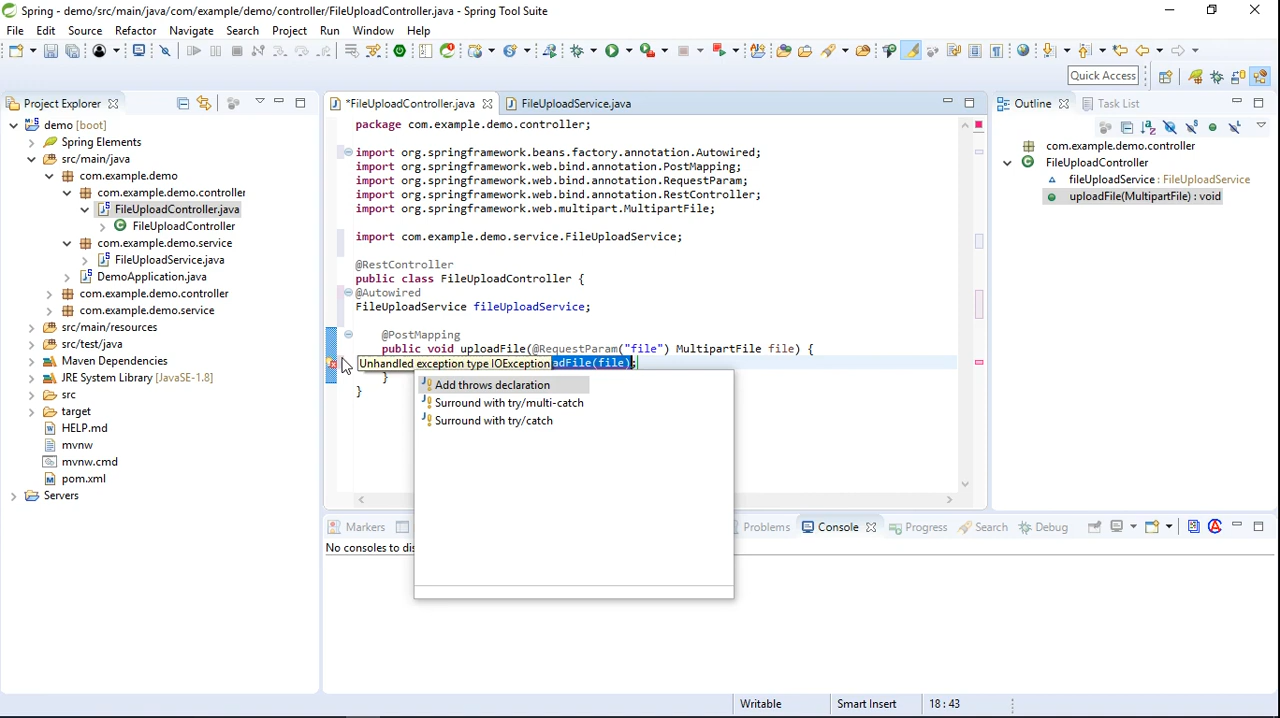 Spring - demo/src/main/java/com/example/demo/controller/FileUploadController.java - Spring Tool Suite
File Edit Source Refactor Navigate Search Project Run Window Help
Quick Access
Project Explorer
demo [boot]
Spring Elements
src/main/java
com.example.demo
com.example.demo.controller
FileUploadController.java
FileUploadController
com.example.demo.service
FileUploadService.java
DemoApplication.java
com.example.demo.controller
com.example.demo.service
src/main/resources
src/test/java
Maven Dependencies
JRE System Library [JavaSE-1.8]
src
target
HELP.md
mvnw
mvnw.cmd
pom.xml
Servers
*FileUploadController.java
FileUploadService.java
package com.example.demo.controller;
import org.springframework.beans.factory.annotation.Autowired;
import org.springframework.web.bind.annotation.PostMapping;
import org.springframework.web.bind.annotation.RequestParam;
import org.springframework.web.bind.annotation.RestController;
import org.springframework.web.multipart.MultipartFile;
import com.example.demo.service.FileUploadService;
@RestController
public class FileUploadController {
@Autowired
FileUploadService fileUploadService;
@PostMapping
public void uploadFile(@RequestParam("file") MultipartFile file) {
Unhandled exception type IOException adFile(file);
}
}
Add throws declaration
Surround with try/multi-catch
Surround with try/catch
Outline
Task List
com.example.demo.controller
FileUploadController
fileUploadService : FileUploadService
uploadFile(MultipartFile) : void
Markers
Problems
Console
Progress
Search
Debug
No consoles to dis
Writable
Smart Insert
18 : 43